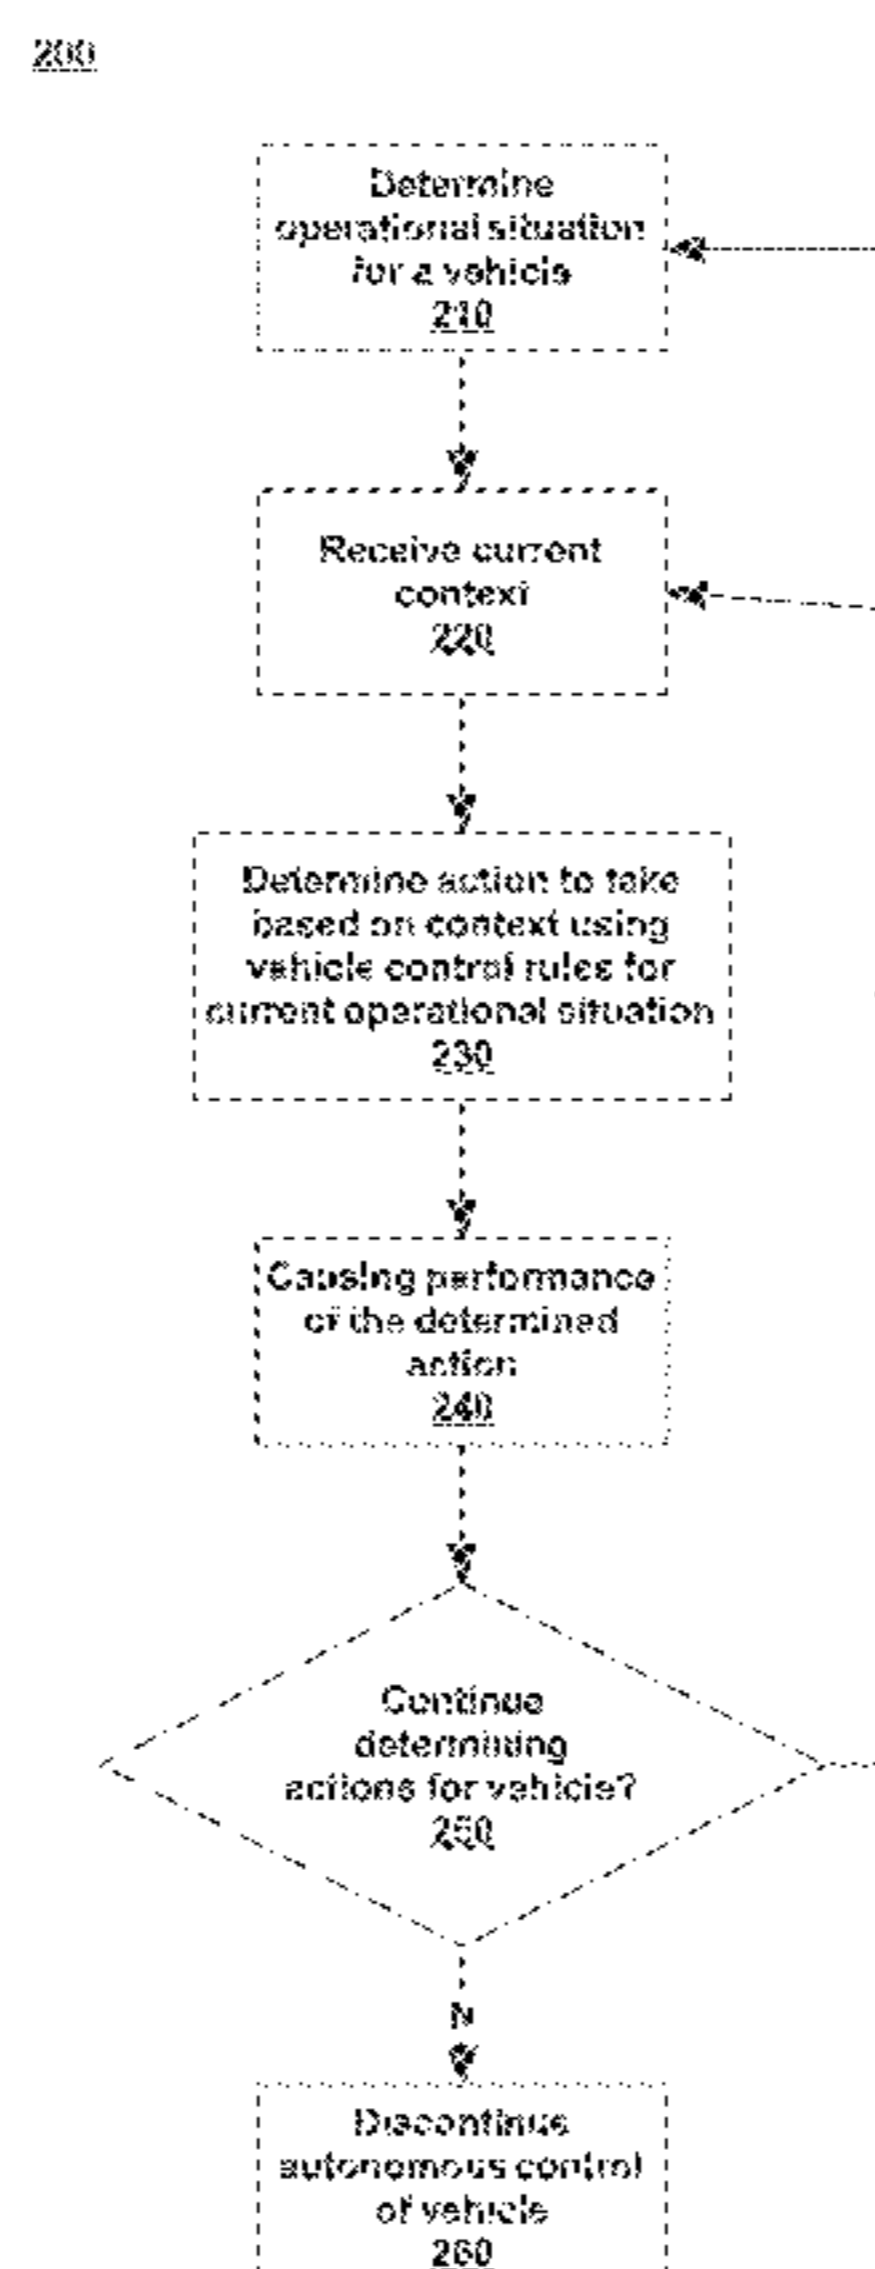 200
Determine
operational situation
for a vehicle
210
Receive current
context
220
Determine action to take
based on context using
vehicle control rules for
current operational situation
230
Causing performance
of the determined
action
240
Continue
determining
actions for vehicle?
250
N
Discontinue
autonomous control
of vehicle
260